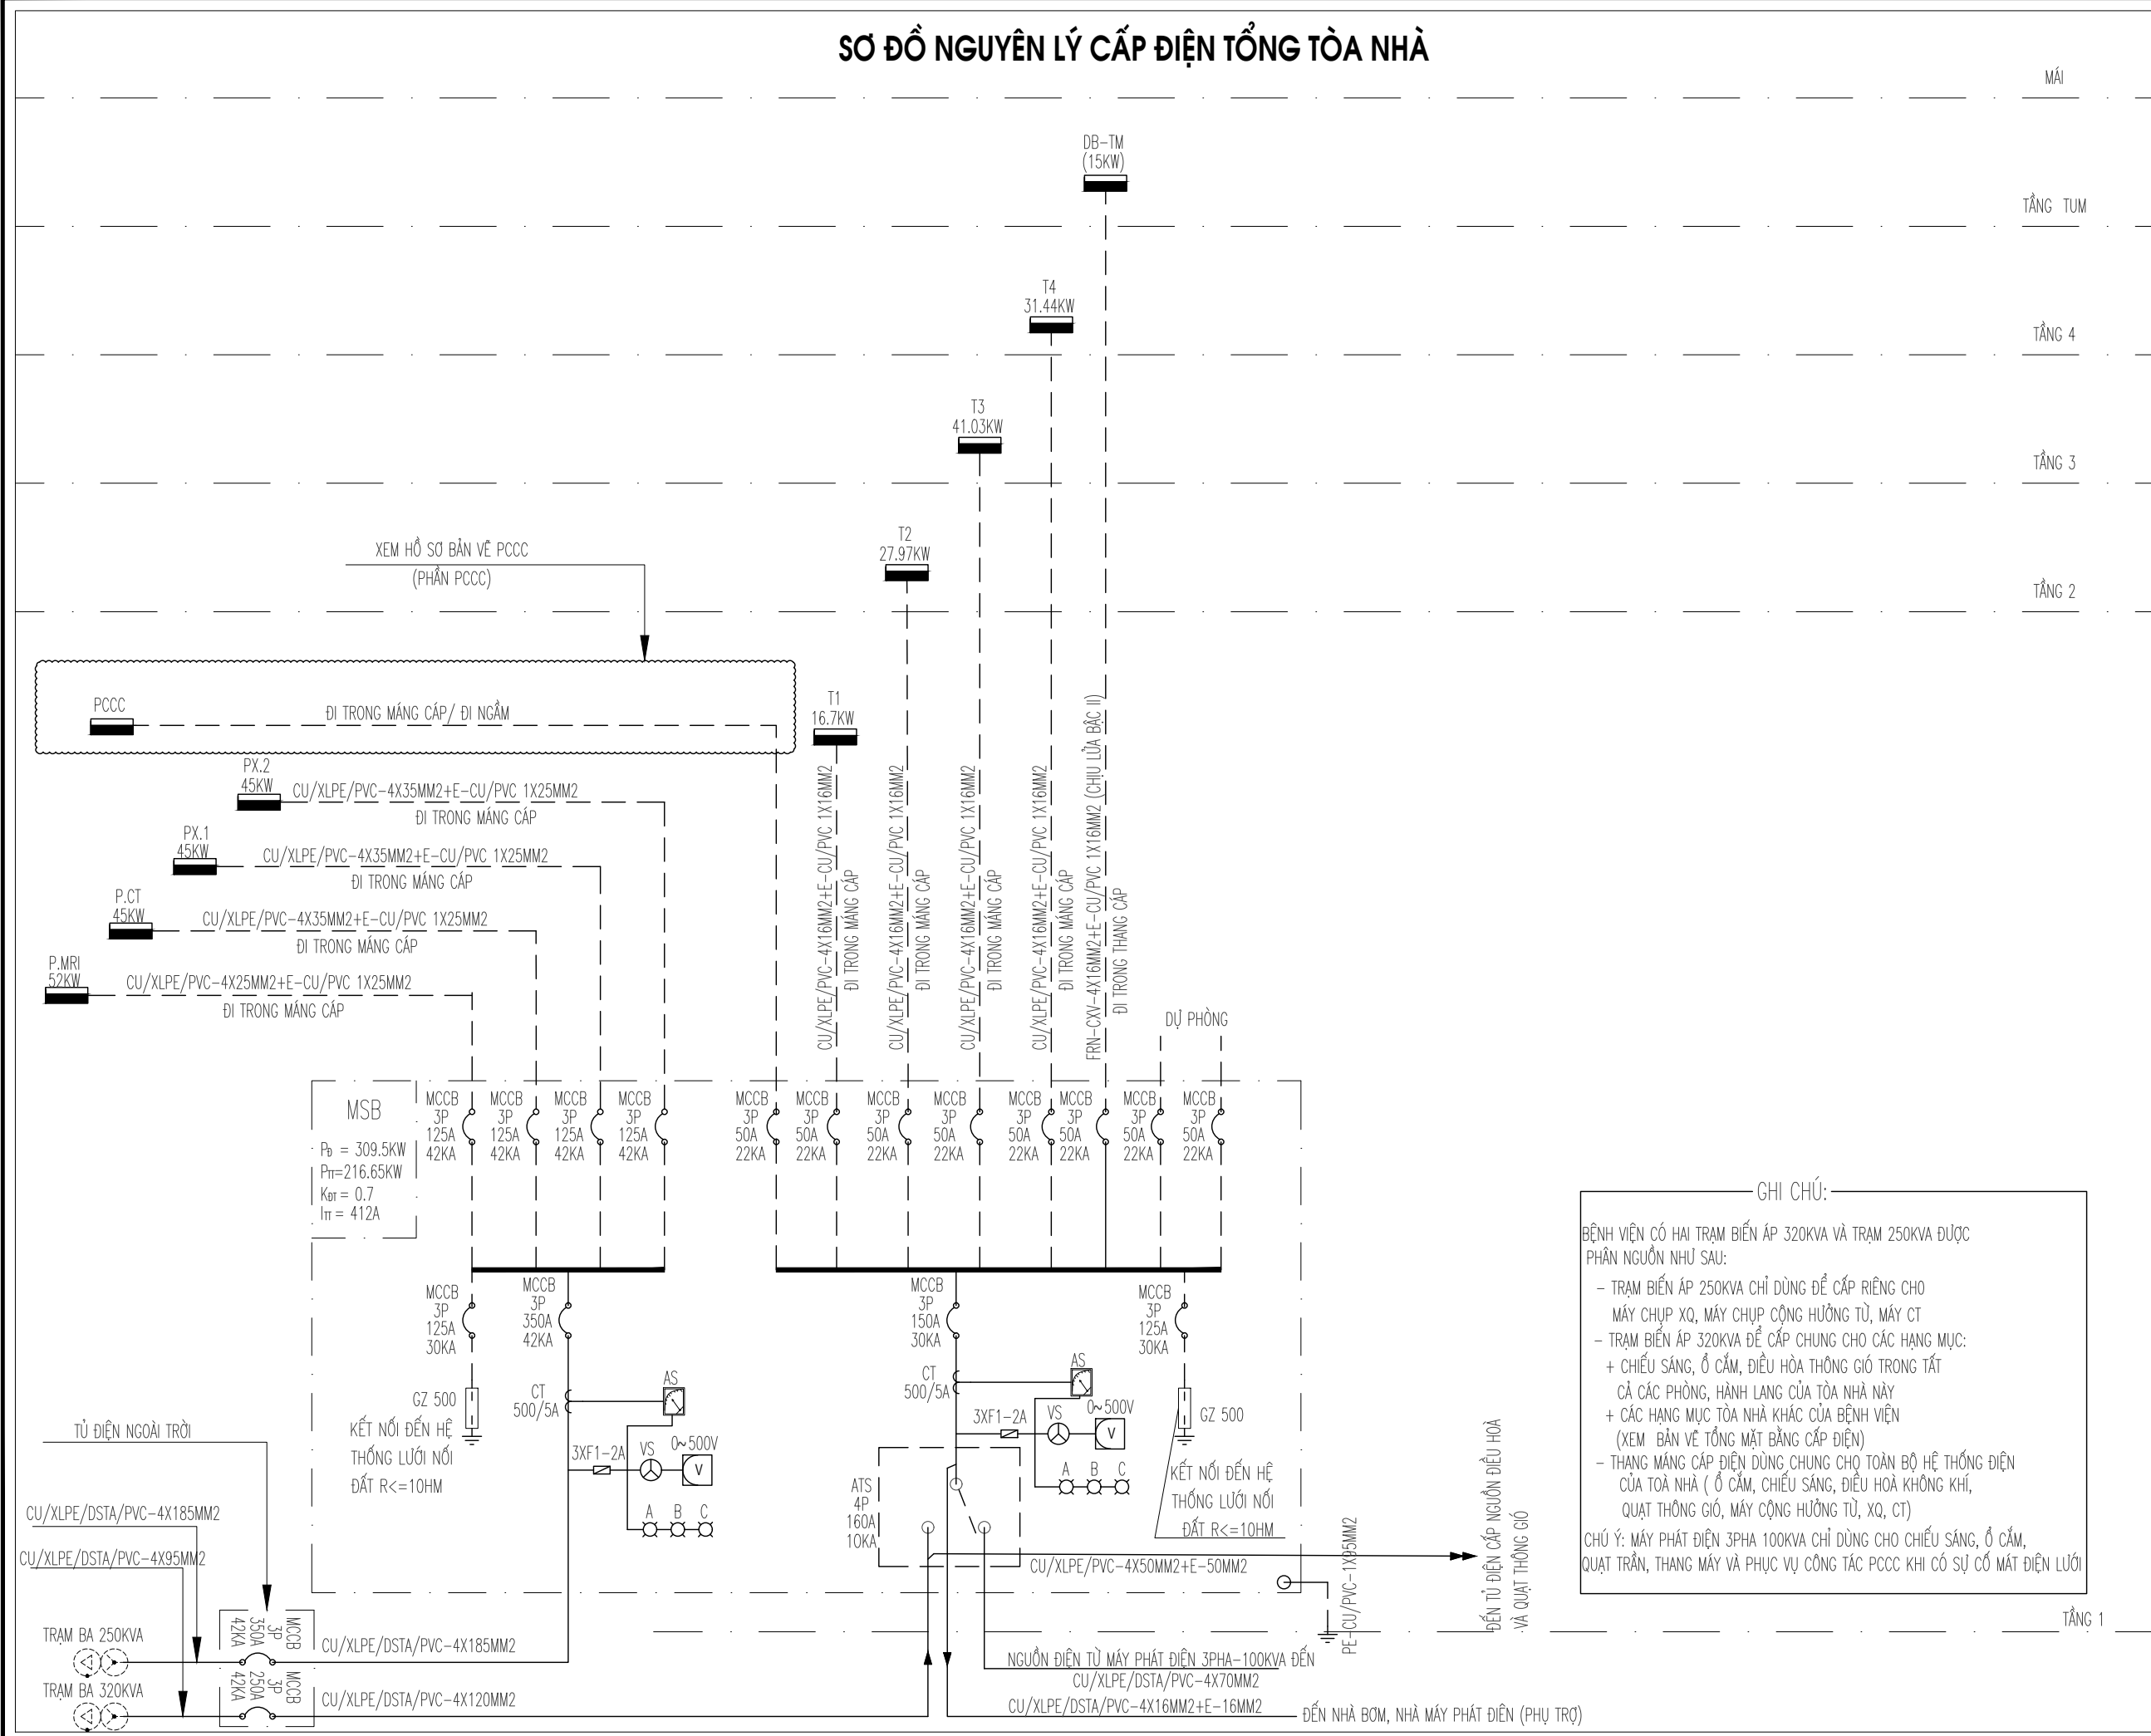 SƠ ĐỒ NGUYÊN LÝ CẤP ĐIỆN TỔNG TÒA NHÀ
MÁI
DB-TM
(15KW)
TẦNG TUM
T4
31.44KW
TẦNG 4
T3
41.03KW
TẦNG 3
T2
27.97KW
XEM HỒ SƠ BẢN VẼ PCCC
(PHẦN PCCC)
TẦNG 2
PCCC
ĐI TRONG MÁNG CÁP/ ĐI NGẦM
T1
16.7KW
PX.2
45KW
CU/XLPE/PVC-4X35MM2+E-CU/PVC 1X25MM2
ĐI TRONG MÁNG CÁP
PX.1
45KW
CU/XLPE/PVC-4X35MM2+E-CU/PVC 1X25MM2
ĐI TRONG MÁNG CÁP
P.CT
45KW
CU/XLPE/PVC-4X35MM2+E-CU/PVC 1X25MM2
ĐI TRONG MÁNG CÁP
P.MRI
52KW
CU/XLPE/PVC-4X25MM2+E-CU/PVC 1X25MM2
ĐI TRONG MÁNG CÁP
CU/XLPE/PVC-4X16MM2+E-CU/PVC 1X16MM2
ĐI TRONG MÁNG CÁP
CU/XLPE/PVC-4X16MM2+E-CU/PVC 1X16MM2
ĐI TRONG MÁNG CÁP
CU/XLPE/PVC-4X16MM2+E-CU/PVC 1X16MM2
ĐI TRONG MÁNG CÁP
CU/XLPE/PVC-4X16MM2+E-CU/PVC 1X16MM2
ĐI TRONG MÁNG CÁP
FRN-CXV-4X16MM2+E-CU/PVC 1X16MM2 (CHỊU LỬA BẬC II)
ĐI TRONG THANG CÁP
DỰ PHÒNG
MSB
PĐ = 309.5KW
PTT=216.65KW
KĐT = 0.7
ITT = 412A
MCCB
3P
125A
42KA
MCCB
3P
125A
42KA
MCCB
3P
125A
42KA
MCCB
3P
125A
42KA
MCCB
3P
50A
22KA
MCCB
3P
50A
22KA
MCCB
3P
50A
22KA
MCCB
3P
50A
22KA
MCCB
3P
50A
22KA
MCCB
3P
50A
22KA
MCCB
3P
50A
22KA
MCCB
3P
50A
22KA
MCCB
3P
125A
30KA
MCCB
3P
350A
42KA
MCCB
3P
150A
30KA
MCCB
3P
125A
30KA
GZ 500
KẾT NỐI ĐẾN HỆ
THỐNG LƯỚI NỐI
ĐẤT R<=10HM
CT
500/5A
AS
3XF1-2A
VS
0~500V
V
A B C
CT
500/5A
AS
3XF1-2A
VS
0~500V
V
A B C
GZ 500
KẾT NỐI ĐẾN HỆ
THỐNG LƯỚI NỐI
ĐẤT R<=10HM
ATS
4P
160A
10KA
CU/XLPE/PVC-4X50MM2+E-50MM2
PE-CU/PVC-1X95MM2
ĐẾN TỦ ĐIỆN CẤP NGUỒN ĐIỀU HOÀ
VÀ QUẠT THÔNG GIÓ
GHI CHÚ:
BỆNH VIỆN CÓ HAI TRẠM BIẾN ÁP 320KVA VÀ TRẠM 250KVA ĐƯỢC
PHÂN NGUỒN NHƯ SAU:
- TRẠM BIẾN ÁP 250KVA CHỈ DÙNG ĐỂ CẤP RIÊNG CHO
MÁY CHỤP XQ, MÁY CHỤP CỘNG HƯỞNG TỪ, MÁY CT
- TRẠM BIẾN ÁP 320KVA ĐỂ CẤP CHUNG CHO CÁC HẠNG MỤC:
+ CHIẾU SÁNG, Ổ CẮM, ĐIỀU HÒA THÔNG GIÓ TRONG TẤT
CẢ CÁC PHÒNG, HÀNH LANG CỦA TÒA NHÀ NÀY
+ CÁC HẠNG MỤC TÒA NHÀ KHÁC CỦA BỆNH VIỆN
(XEM BẢN VẼ TỔNG MẶT BẰNG CẤP ĐIỆN)
- THANG MÁNG CÁP ĐIỆN DÙNG CHUNG CHO TOÀN BỘ HỆ THỐNG ĐIỆN
CỦA TOÀ NHÀ ( Ổ CẮM, CHIẾU SÁNG, ĐIỀU HOÀ KHÔNG KHÍ,
QUẠT THÔNG GIÓ, MÁY CỘNG HƯỞNG TỪ, XQ, CT)
CHÚ Ý: MÁY PHÁT ĐIỆN 3PHA 100KVA CHỈ DÙNG CHO CHIẾU SÁNG, Ổ CẮM,
QUẠT TRẦN, THANG MÁY VÀ PHỤC VỤ CÔNG TÁC PCCC KHI CÓ SỰ CỐ MÁT ĐIỆN LƯỚI
TẦNG 1
TỦ ĐIỆN NGOÀI TRỜI
CU/XLPE/DSTA/PVC-4X185MM2
CU/XLPE/DSTA/PVC-4X95MM2
TRẠM BA 250KVA
MCCB
3P
350A
42KA
CU/XLPE/DSTA/PVC-4X185MM2
TRẠM BA 320KVA
MCCB
3P
250A
42KA
CU/XLPE/DSTA/PVC-4X120MM2
NGUỒN ĐIỆN TỪ MÁY PHÁT ĐIỆN 3PHA-100KVA ĐẾN
CU/XLPE/DSTA/PVC-4X70MM2
CU/XLPE/DSTA/PVC-4X16MM2+E-16MM2
ĐẾN NHÀ BƠM, NHÀ MÁY PHÁT ĐIÊN (PHỤ TRỢ)